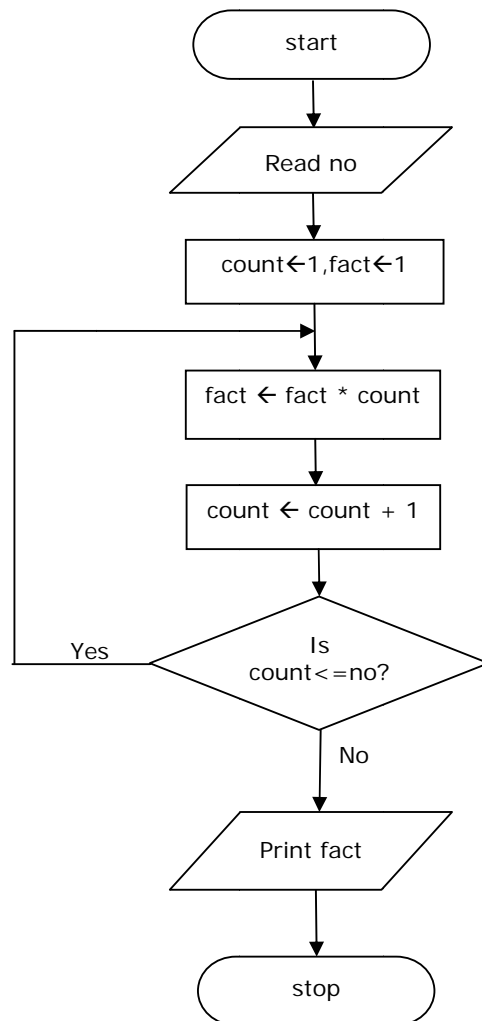 start
Read no
count←1,fact←1
fact ← fact * count
count ← count + 1
Is
count<=no?
Yes
No
Print fact
stop